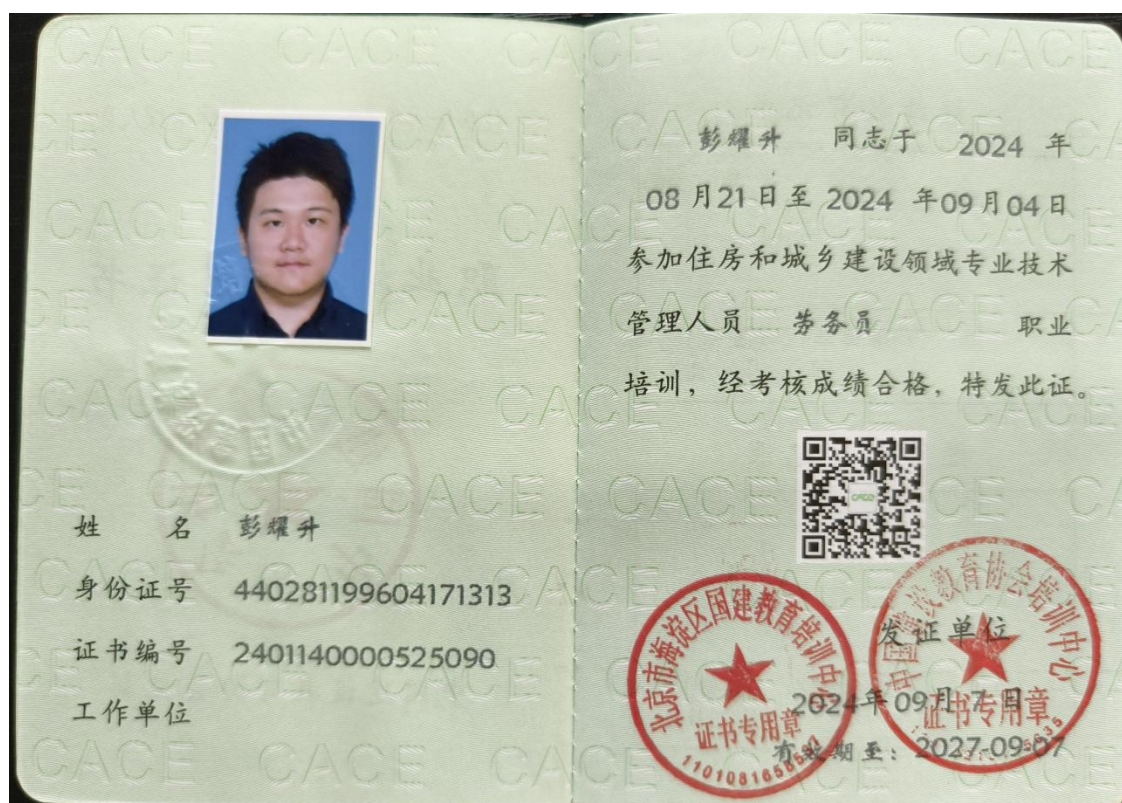 姓 名 彭耀升
身份证号 440281199604171313
证书编号 2401140000525090
工作单位
彭耀升 同志于 2024 年
08 月 21 日至 2024 年 09 月 04 日
参加住房和城乡建设领域专业技术
管理人员 劳务员 职业
培训，经考核成绩合格，特发此证。
北京市海淀区国建教育培训中心
证书专用章
中国建设教育协会培训中心
证书专用章
发证单位
2024年 09月 7 日
有效期至：2027-09-07
CACE